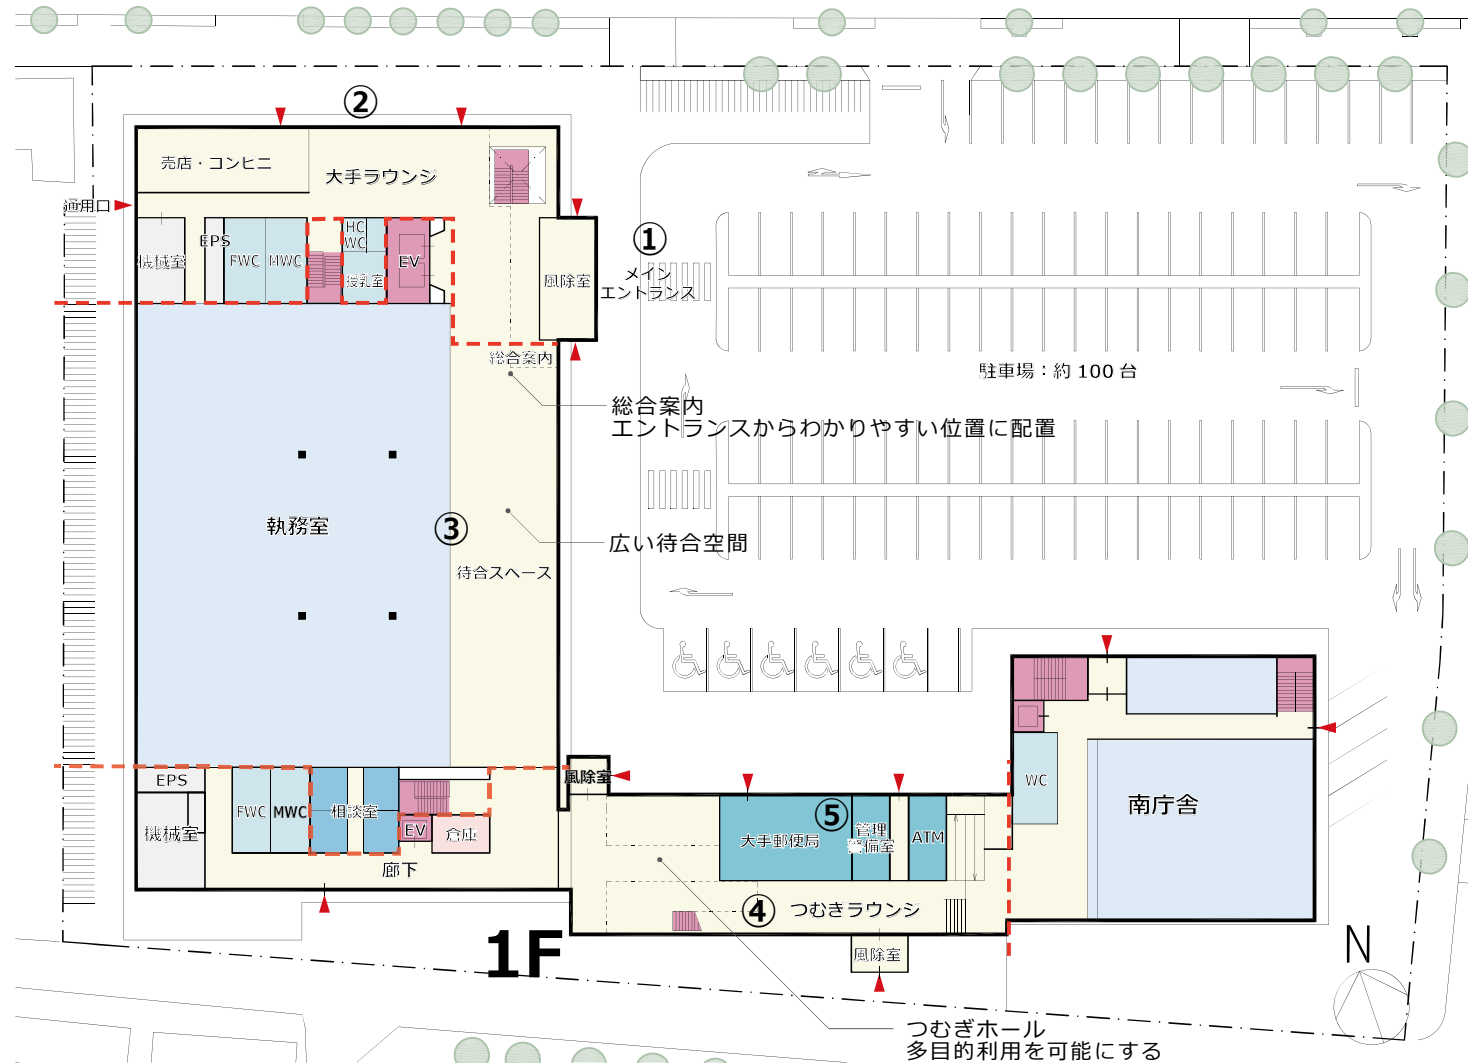 ②
売店・コンヒニ
大手ラウンジ
通用口
①
メイン
エントランス
機械室
EPS
FWC
MWC
HC
WC
授乳室
EV
風除室
総合案内
総合案内
エントランスからわかりやすい位置に配置
駐車場：約 100 台
執務室
③
広い待合空間
待合スペース
EPS
機械室
FWC
MWC
相談室
EV
倉庫
廊下
風除室
大手郵便局
⑤
管理
警備室
ATM
④
つむぎラウンジ
風除室
WC
南庁舎
1F
N
つむぎホール
多目的利用を可能にする